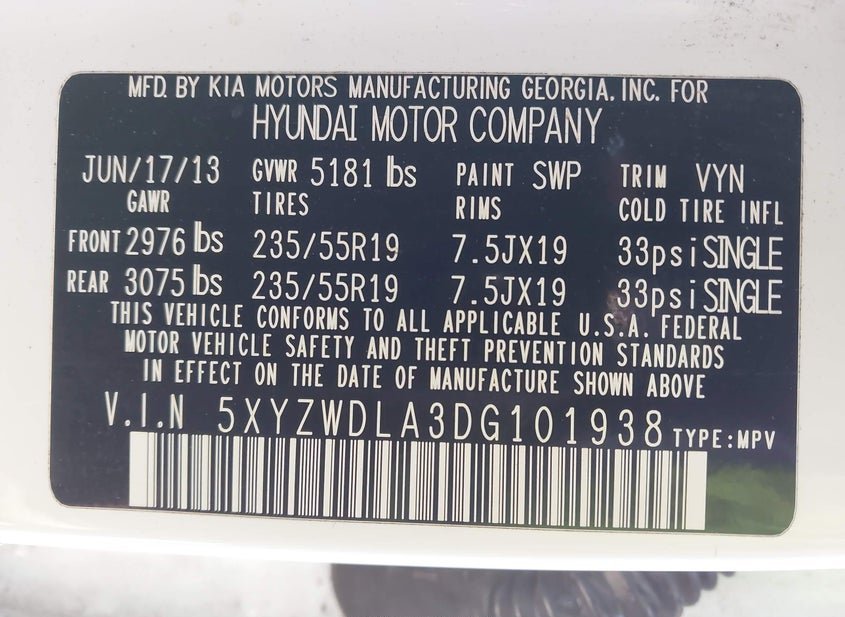 MFD. BY KIA MOTORS MANUFACTURING GEORGIA, INC. FOR
HYUNDAI MOTOR COMPANY
JUN/17/13 GVWR 5181 lbs PAINT SWP TRIM VYN
GAWR TIRES RIMS COLD TIRE INFL
FRONT 2976 lbs 235/55R19 7.5JX19 33psi SINGLE
REAR 3075 lbs 235/55R19 7.5JX19 33psi SINGLE
THIS VEHICLE CONFORMS TO ALL APPLICABLE U.S.A. FEDERAL
MOTOR VEHICLE SAFETY AND THEFT PREVENTION STANDARDS
IN EFFECT ON THE DATE OF MANUFACTURE SHOWN ABOVE
V.I.N 5XYZWDLA3DG101938 TYPE:MPV